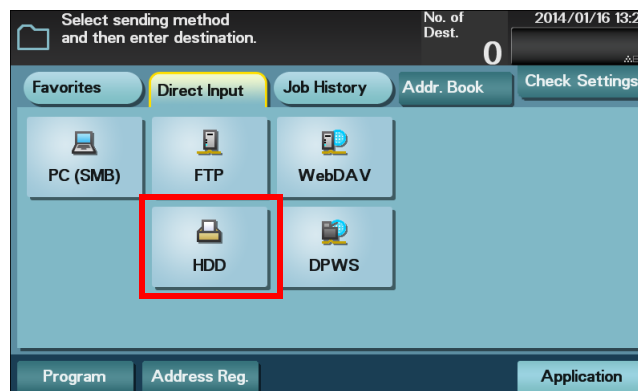 Select sending method
and then enter destination.
No. of
Dest.
0
2014/01/16 13:2
Favorites
Direct Input
Job History
Addr. Book
Check Settings
PC (SMB)
FTP
WebDAV
HDD
DPWS
Program
Address Reg.
Application